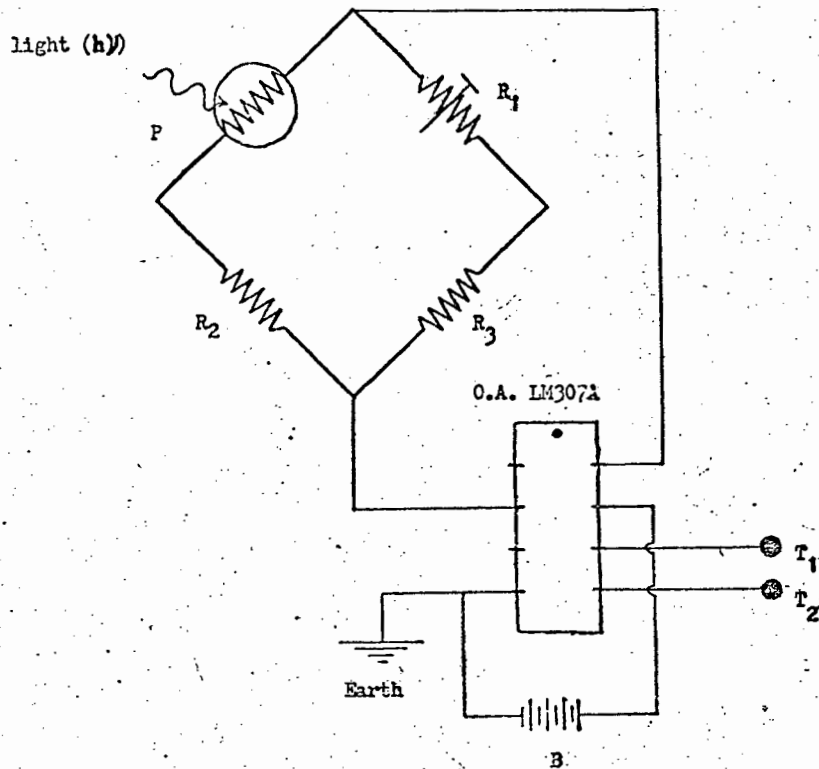 light (hν)
P
R₁
R₂
R₃
O.A. LM307A
T₁
T₂
Earth
B